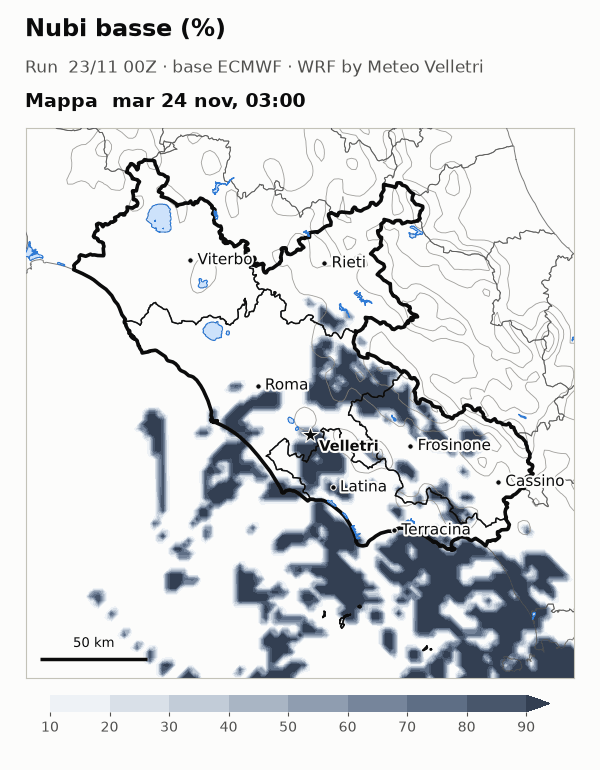 Nubi basse (%)
Run  23/11 00Z · base ECMWF · WRF by Meteo Velletri
Mappa  mar 24 nov, 03:00
Viterbo
Rieti
Roma
Velletri
Frosinone
Latina
Cassino
Terracina
50 km
10 20 30 40 50 60 70 80 90